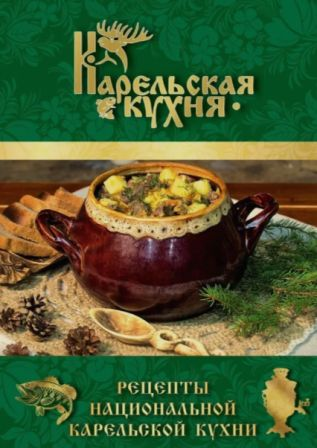 Карельская
кухня
Рецепты
национальной
карельской кухни